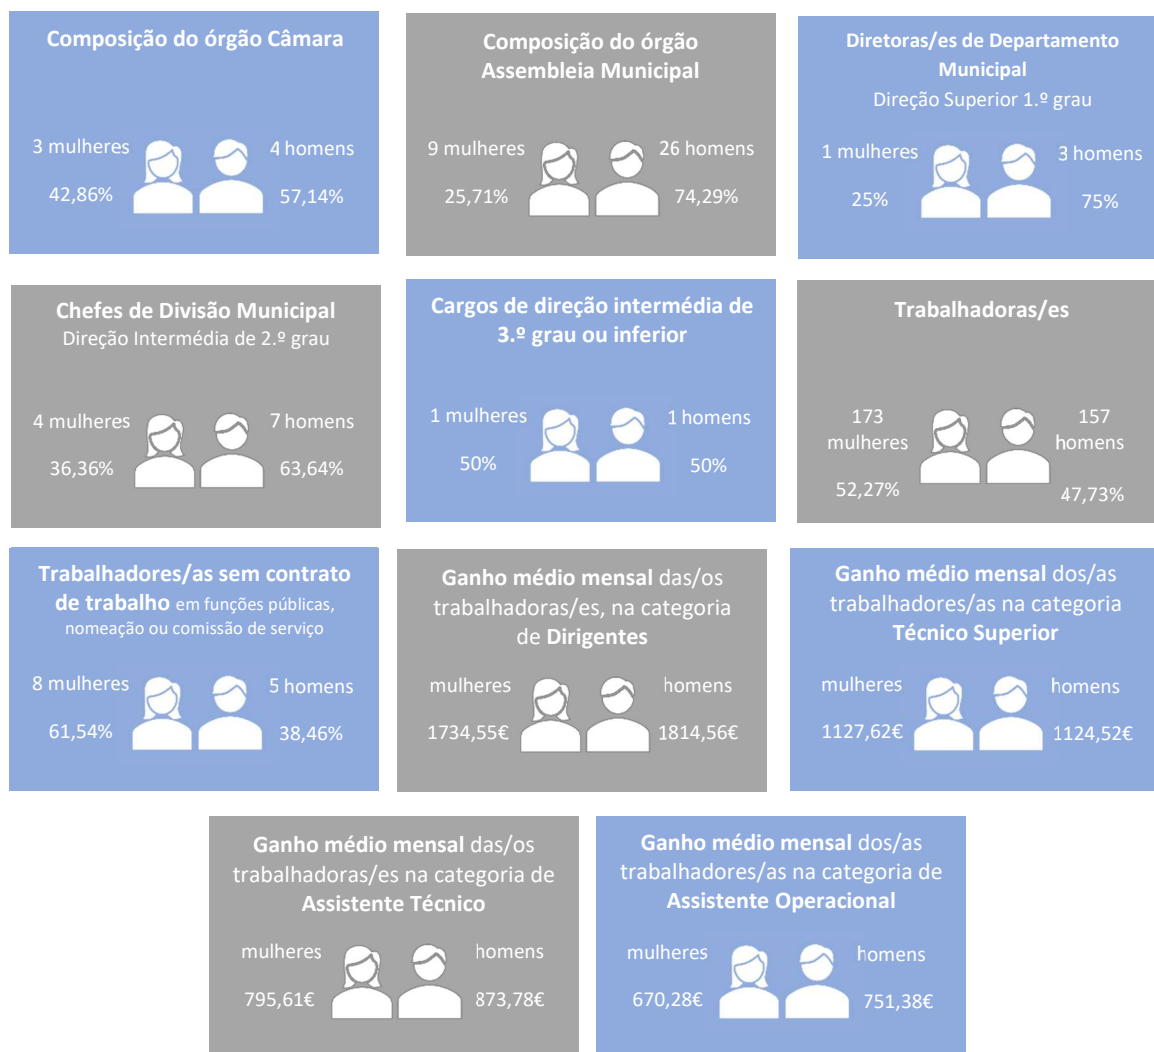 Composição do órgão Câmara
3 mulheres
4 homens
42,86%
57,14%
Composição do órgão
Assembleia Municipal
9 mulheres
26 homens
25,71%
74,29%
Diretoras/es de Departamento
Municipal
Direção Superior 1.º grau
1 mulheres
3 homens
25%
75%
Chefes de Divisão Municipal
Direção Intermédia de 2.º grau
4 mulheres
7 homens
36,36%
63,64%
Cargos de direção intermédia de
3.º grau ou inferior
1 mulheres
1 homens
50%
50%
Trabalhadoras/es
173
mulheres
157
homens
52,27%
47,73%
Trabalhadores/as sem contrato
de trabalho em funções públicas,
nomeação ou comissão de serviço
8 mulheres
5 homens
61,54%
38,46%
Ganho médio mensal das/os
trabalhadoras/es, na categoria
de Dirigentes
mulheres
homens
1734,55€
1814,56€
Ganho médio mensal dos/as
trabalhadores/as na categoria
Técnico Superior
mulheres
homens
1127,62€
1124,52€
Ganho médio mensal das/os
trabalhadoras/es na categoria de
Assistente Técnico
mulheres
homens
795,61€
873,78€
Ganho médio mensal dos/as
trabalhadores/as na categoria de
Assistente Operacional
mulheres
homens
670,28€
751,38€